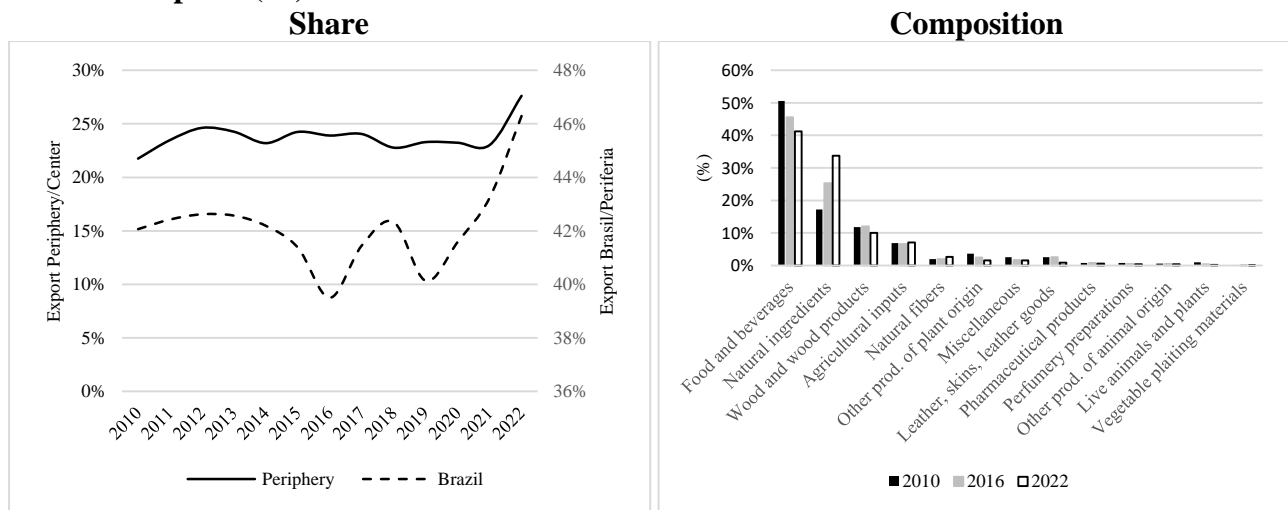 Share
30%
25%
20%
15%
10%
5%
0%
Export Periphery/Center
48%
46%
44%
42%
40%
38%
36%
Export Brasil/Periferia
2010
2011
2012
2013
2014
2015
2016
2017
2018
2019
2020
2021
2022
Periphery
Brazil
Composition
60%
50%
40%
30%
20%
10%
0%
(%)
Food and beverages
Natural ingredients
Wood and wood products
Agricultural inputs
Natural fibers
Other prod. of plant origin
Miscellaneous
Leather, skins, leather goods
Pharmaceutical products
Perfumery preparations
Other prod. of animal origin
Live animals and plants
Vegetable plaiting materials
2010
2016
2022